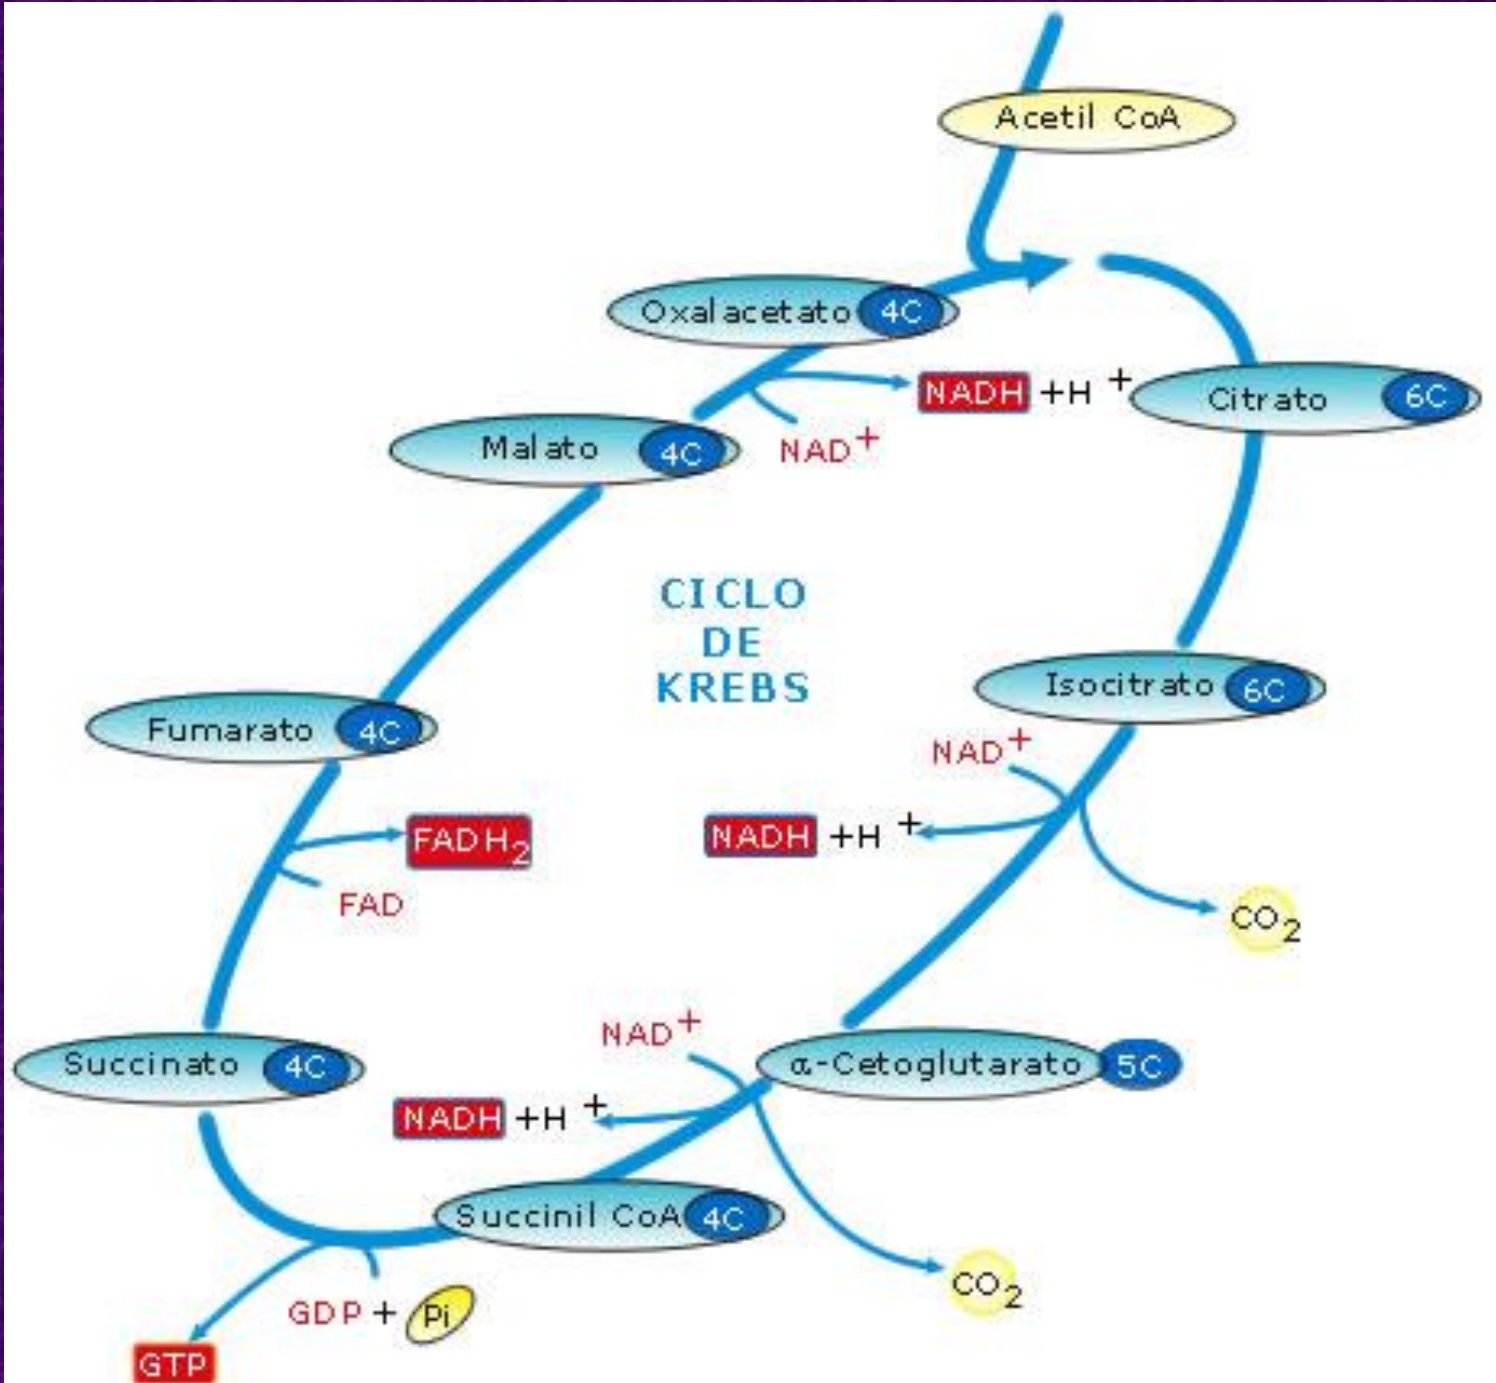 Acetil CoA
Oxalacetato 4C
NADH +H +
Citrato 6C
Malato 4C
NAD+
CICLO
DE
KREBS
Isocitrato 6C
Fumarato 4C
NAD+
FADH2
NADH +H +
FAD
CO2
NAD+
Succinato 4C
α-Cetoglutarato 5C
NADH +H +
Succinil CoA 4C
CO2
GDP + Pi
GTP